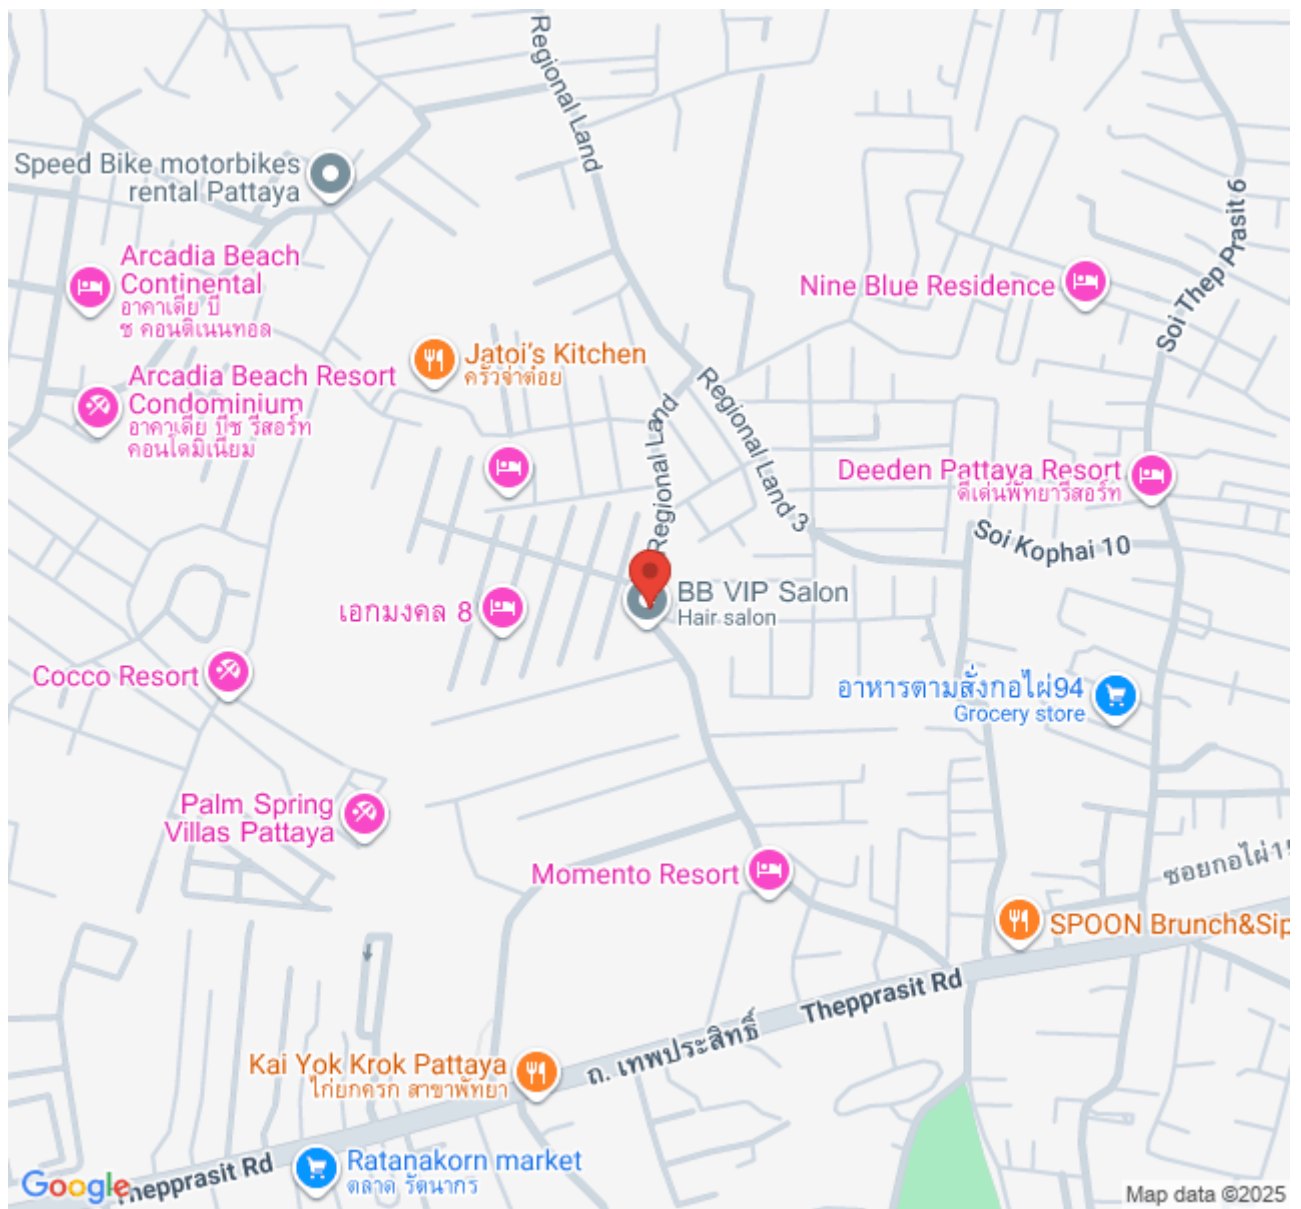 Regional Land
Speed Bike motorbikes
rental Pattaya
Soi Thep Prasit 6
Arcadia Beach
Continental
อาคาเดีย บี
ช คอนติเนนทอล
Nine Blue Residence
Jatoi's Kitchen
ครัวจ่าต๋อย
Arcadia Beach Resort
Condominium
อาคาเดีย บีช รีสอร์ท
คอนโดมิเนียม
Regional Land
Regional Land 3
Deeden Pattaya Resort
ดีเด่นพัทยารีสอร์ท
Soi Kophai 10
BB VIP Salon
Hair salon
เอกมงคล 8
Cocco Resort
อาหารตามสั่งกอไผ่94
Grocery store
Palm Spring
Villas Pattaya
Momento Resort
ซอยกอไผ่15
SPOON Brunch&Sip
Thepprasit Rd
ถ. เทพประสิทธิ์
Kai Yok Krok Pattaya
ไก่ยกครก สาขาพัทยา
Ratanakorn market
ตลาด รัตนากร
Thepprasit Rd
Google
Map data ©2025